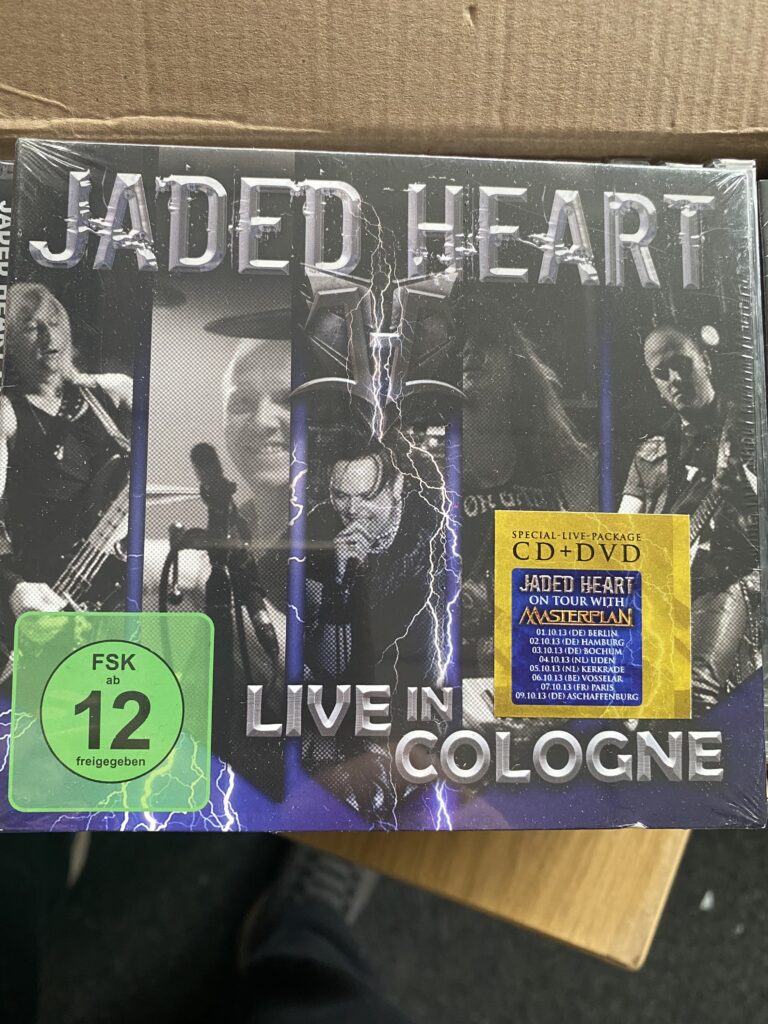 JADED HEART
SPECIAL-LIVE-PACKAGE
CD+DVD
JADED HEART
ON TOUR WITH
MASTERPLAN
01.10.13 (DE) BERLIN
02.10.13 (DE) HAMBURG
03.10.13 (DE) BOCHUM
04.10.13 (NL) UDEN
05.10.13 (NL) KERKRADE
06.10.13 (BE) VOSSELAR
07.10.13 (FR) PARIS
09.10.13 (DE) ASCHAFFENBURG
FSK
ab
12
freigegeben
LIVE IN
COLOGNE